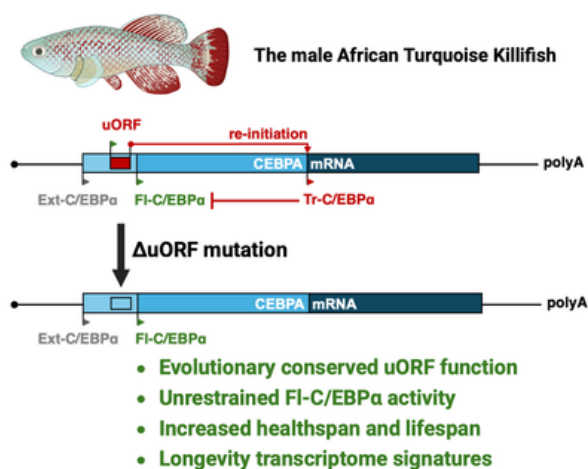 The male African Turquoise Killifish
uORF
re-initiation
CEBPA mRNA
polyA
Ext-C/EBPα
Fl-C/EBPα
Tr-C/EBPα
ΔuORF mutation
CEBPA mRNA
polyA
Ext-C/EBPα
Fl-C/EBPα
• Evolutionary conserved uORF function
• Unrestrained Fl-C/EBPα activity
• Increased healthspan and lifespan
• Longevity transcriptome signatures